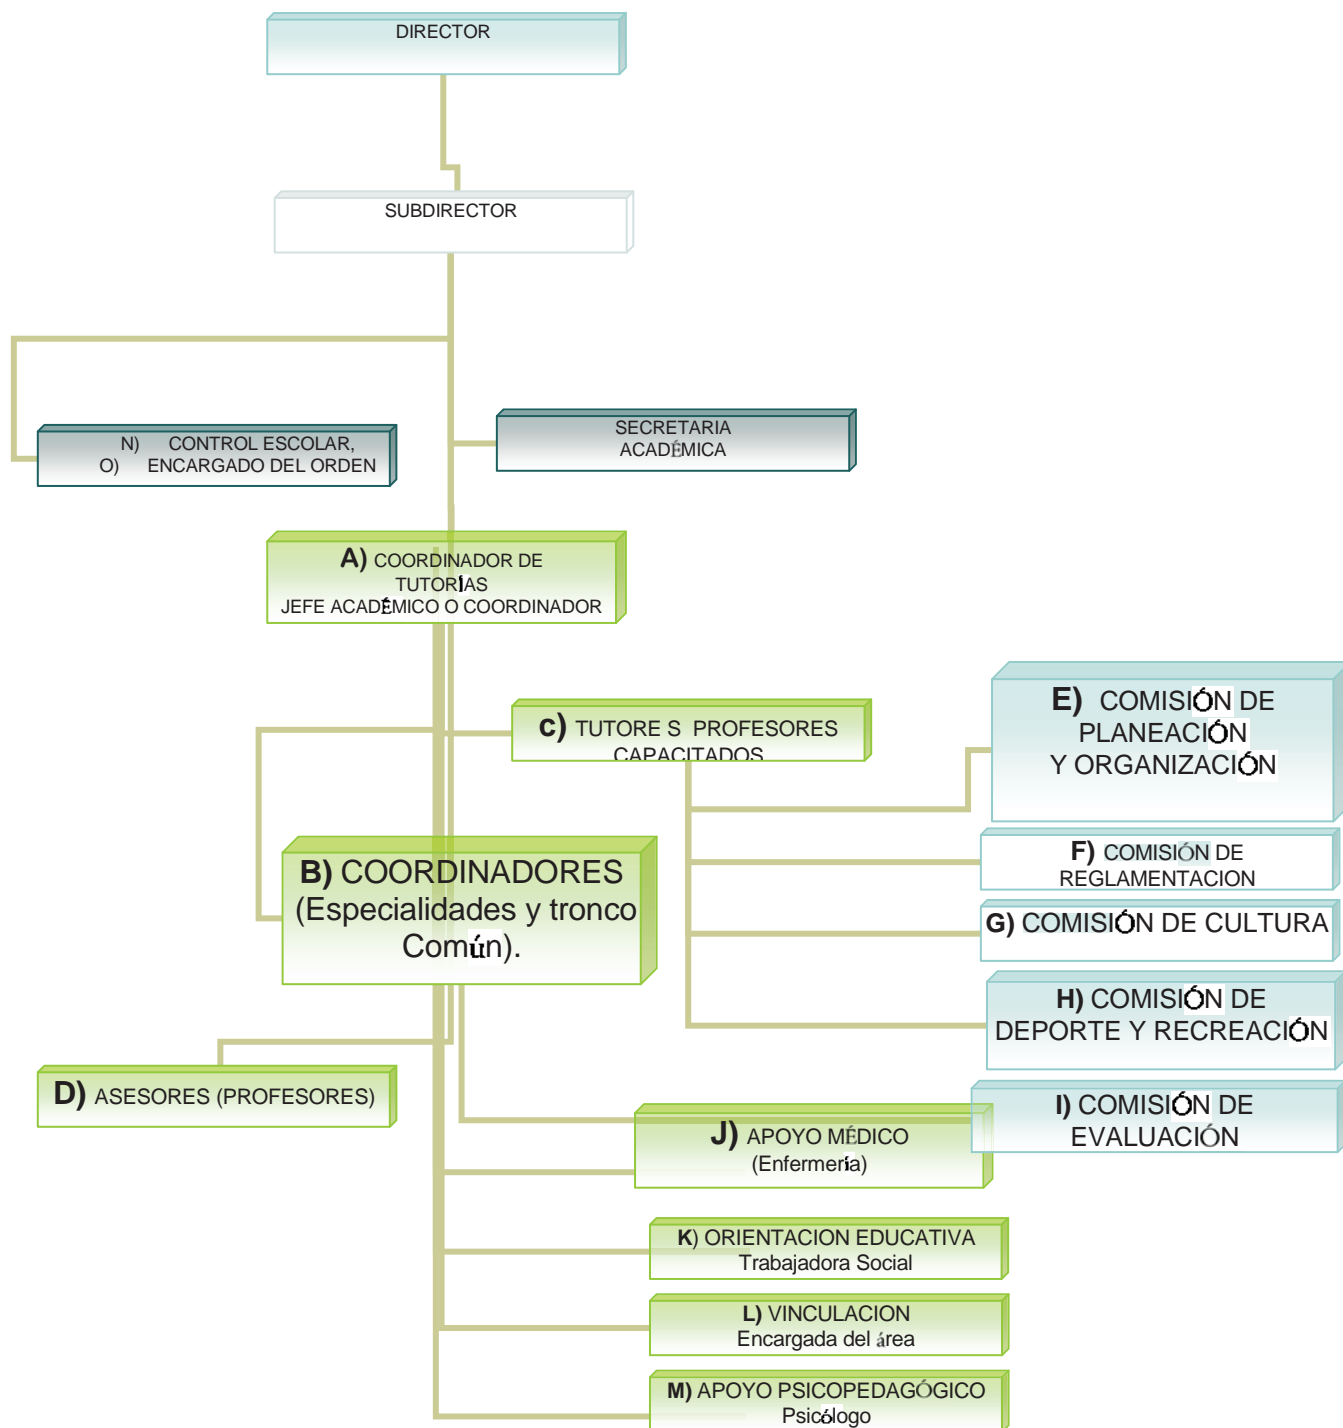 DIRECTOR
SUBDIRECTOR
N) CONTROL ESCOLAR,
O) ENCARGADO DEL ORDEN
SECRETARIA
ACADÉMICA
A) COORDINADOR DE
TUTORÍAS
JEFE ACADÉMICO O COORDINADOR
c) TUTORE S PROFESORES
CAPACITADOS
E) COMISIÓN DE
PLANEACIÓN
Y ORGANIZACIÓN
B) COORDINADORES
(Especialidades y tronco
Común).
F) COMISIÓN DE
REGLAMENTACION
G) COMISIÓN DE CULTURA
H) COMISIÓN DE
DEPORTE Y RECREACIÓN
D) ASESORES (PROFESORES)
I) COMISIÓN DE
EVALUACIÓN
J) APOYO MÉDICO
(Enfermería)
K) ORIENTACION EDUCATIVA
Trabajadora Social
L) VINCULACION
Encargada del área
M) APOYO PSICOPEDAGÓGICO
Psicólogo